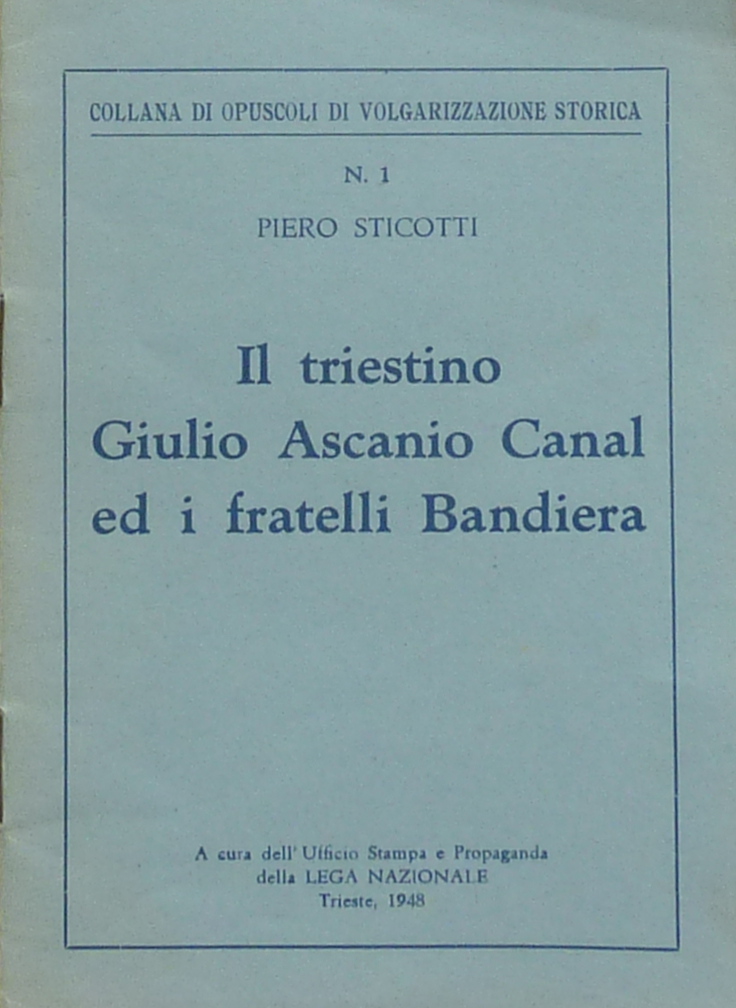 COLLANA DI OPUSCOLI DI VOLGARIZZAZIONE STORICA
N. 1
PIERO STICOTTI
Il triestino
Giulio Ascanio Canal
ed i fratelli Bandiera
A cura dell' Ufficio Stampa e Propaganda
della LEGA NAZIONALE
Trieste, 1948